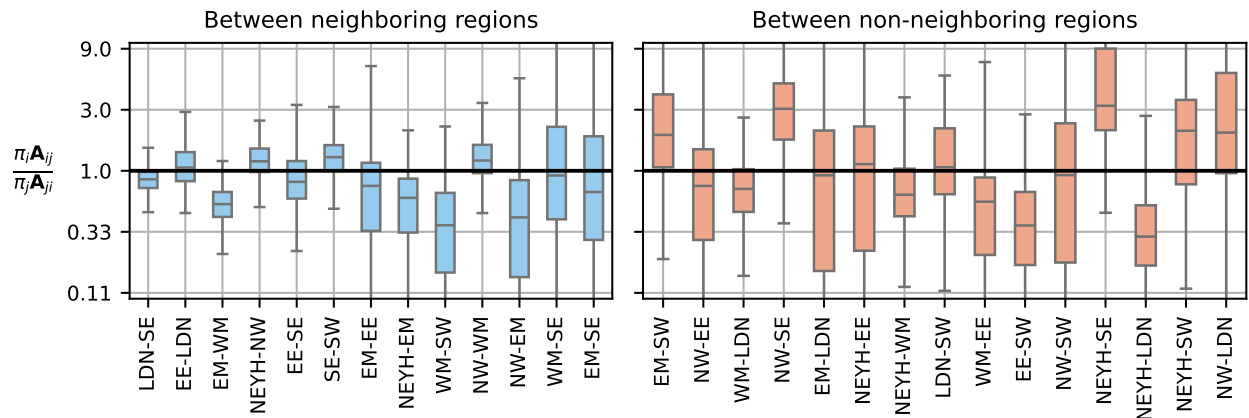 Between neighboring regions
Between non-neighboring regions
πᵢAᵢⱼ
πⱼAⱼᵢ
9.0
3.0
1.0
0.33
0.11
LDN-SE
EE-LDN
EM-WM
NEYH-NW
EE-SE
SE-SW
EM-EE
NEYH-EM
WM-SW
NW-WM
NW-EM
WM-SE
EM-SE
EM-SW
NW-EE
WM-LDN
NW-SE
EM-LDN
NEYH-EE
NEYH-WM
LDN-SW
WM-EE
EE-SW
NW-SW
NEYH-SE
NEYH-LDN
NEYH-SW
NW-LDN